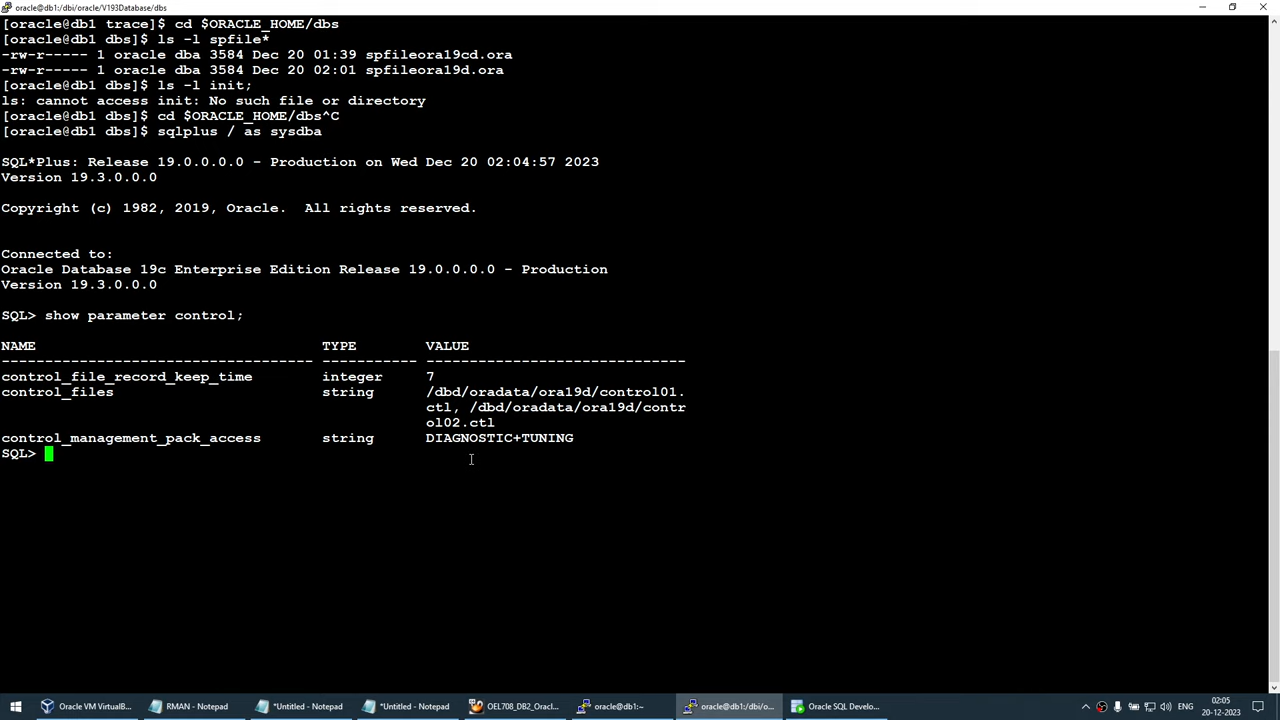 oracle@db1:/dbi/oracle/V193Database/dbs
[oracle@db1 trace]$ cd $ORACLE_HOME/dbs
[oracle@db1 dbs]$ ls -l spfile*
-rw-r----- 1 oracle dba 3584 Dec 20 01:39 spfileora19cd.ora
-rw-r----- 1 oracle dba 3584 Dec 20 02:01 spfileora19d.ora
[oracle@db1 dbs]$ ls -l init;
ls: cannot access init: No such file or directory
[oracle@db1 dbs]$ cd $ORACLE_HOME/dbs^C
[oracle@db1 dbs]$ sqlplus / as sysdba
SQL*Plus: Release 19.0.0.0.0 - Production on Wed Dec 20 02:04:57 2023
Version 19.3.0.0.0
Copyright (c) 1982, 2019, Oracle.  All rights reserved.
Connected to:
Oracle Database 19c Enterprise Edition Release 19.0.0.0.0 - Production
Version 19.3.0.0.0
SQL> show parameter control;
NAME                                 TYPE        VALUE
------------------------------------ ----------- ------------------------------
control_file_record_keep_time        integer     7
control_files                        string      /dbd/oradata/ora19d/control01.
                                                 ctl, /dbd/oradata/ora19d/contr
                                                 ol02.ctl
control_management_pack_access       string      DIAGNOSTIC+TUNING
SQL>
Oracle VM VirtualB... RMAN - Notepad *Untitled - Notepad *Untitled - Notepad OEL708_DB2_Oracl... oracle@db1:~ oracle@db1:/dbi/o... Oracle SQL Develo... ENG 02:05
20-12-2023